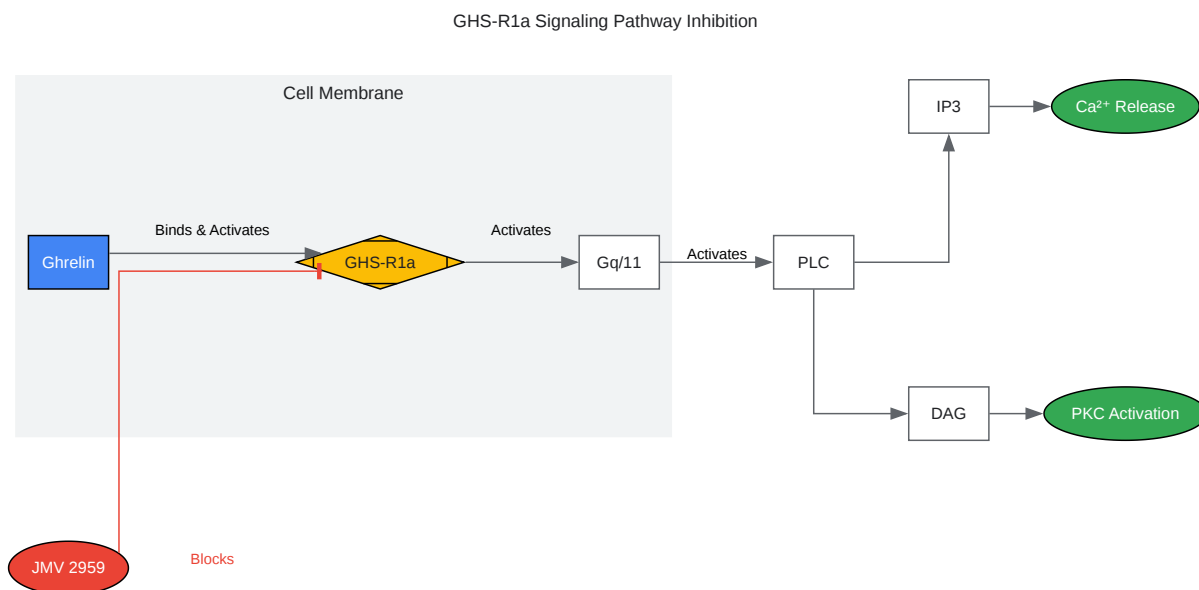 GHS-R1a Signaling Pathway Inhibition
Cell Membrane
IP3
Ca²⁺ Release
Binds & Activates
Activates
Ghrelin
GHS-R1a
Gq/11
Activates
PLC
DAG
PKC Activation
JMV 2959
Blocks